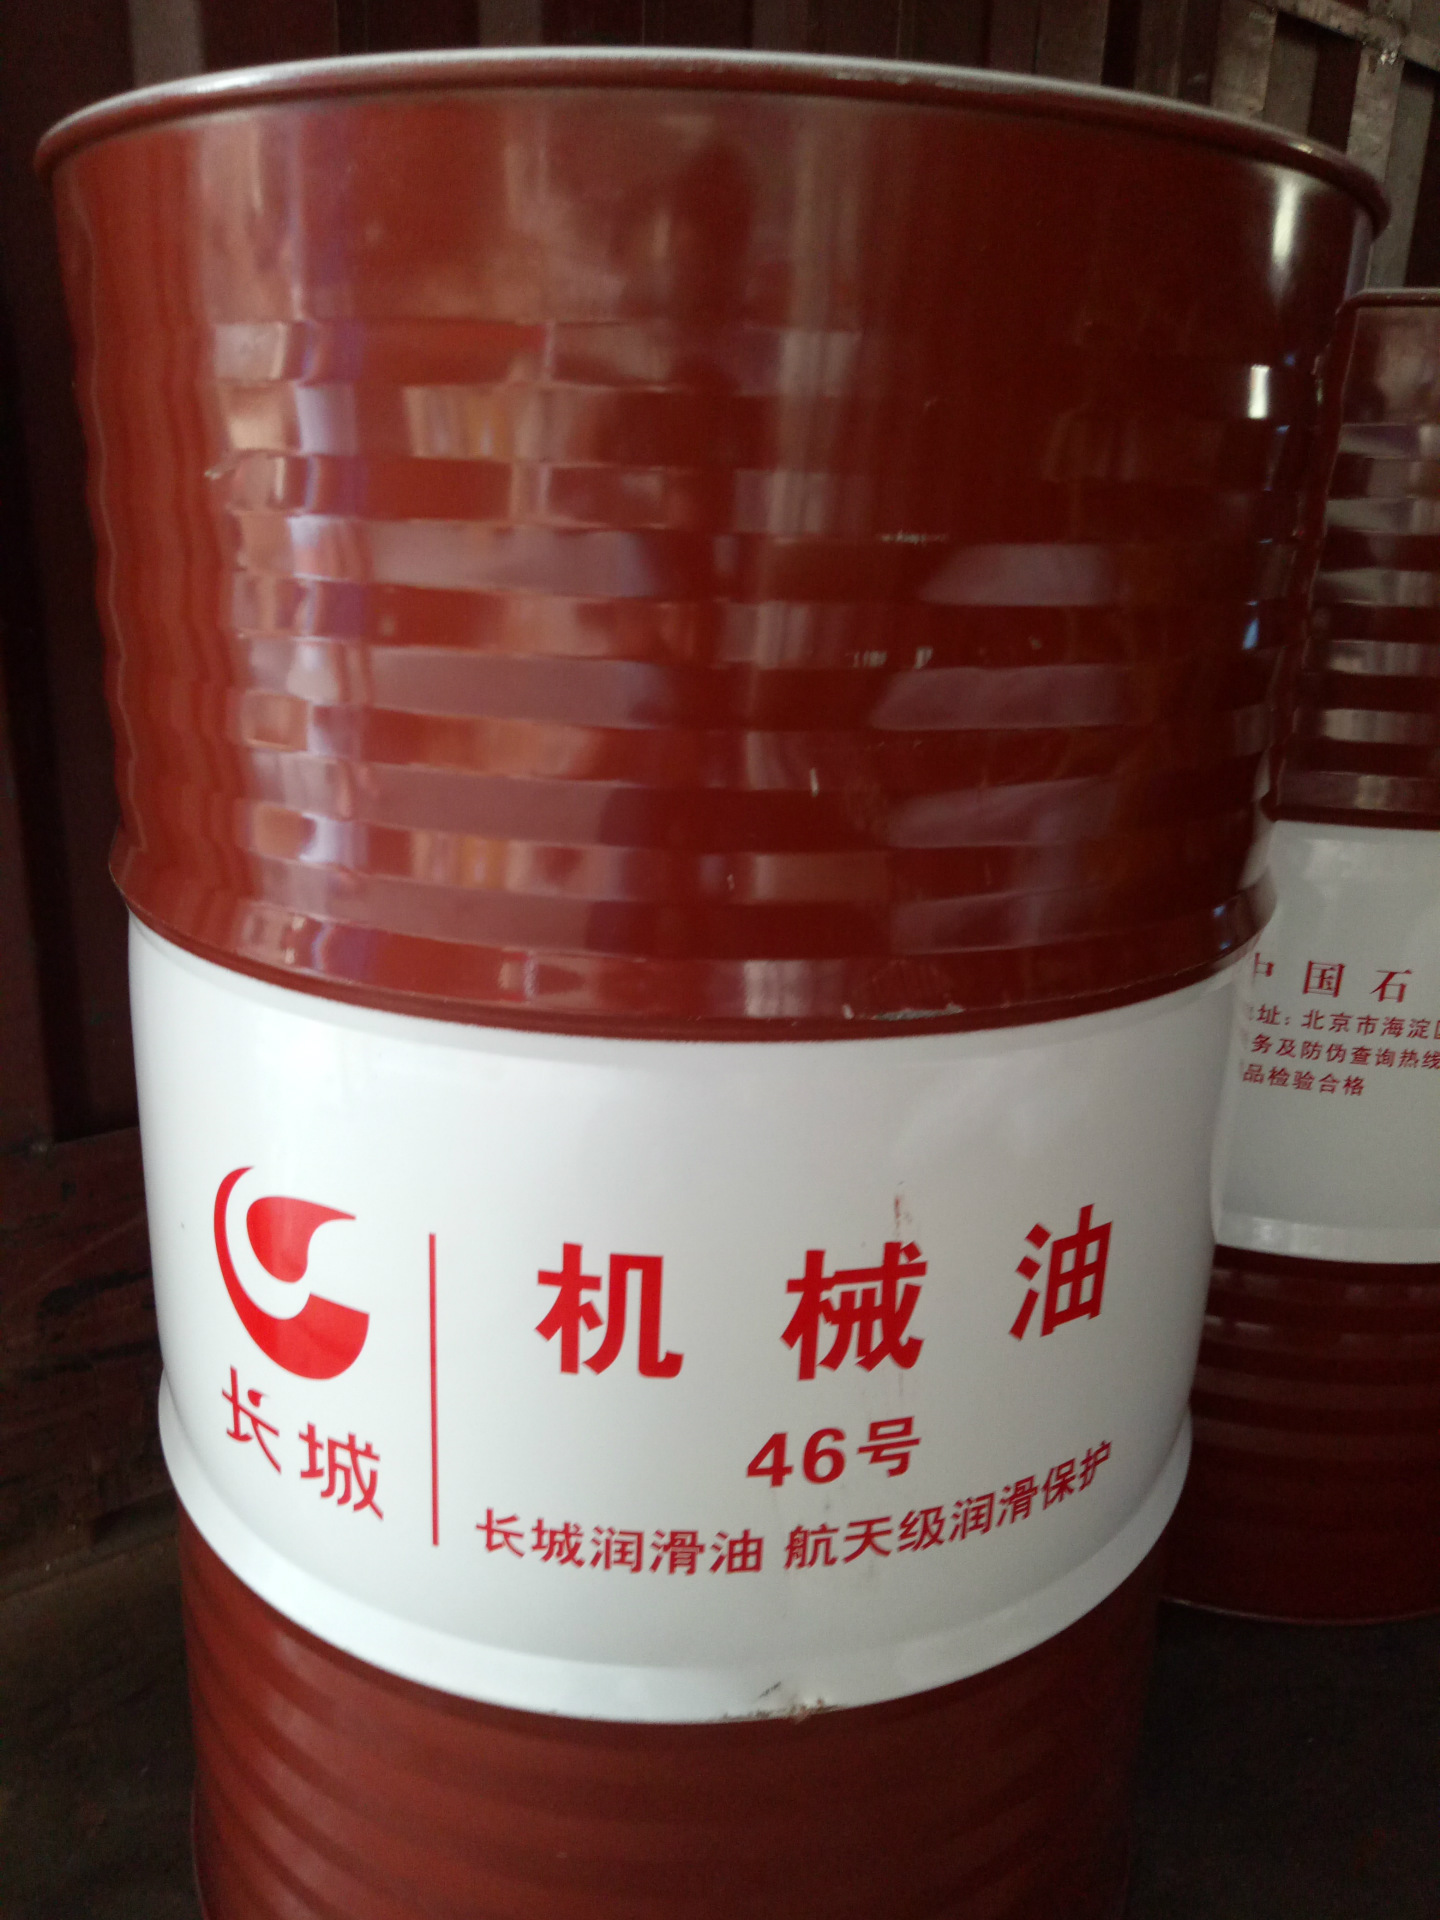 长城
机械油
46号
长城润滑油 航天级润滑保护
中国石
址：北京市海淀
务及防伪查询热线
品检验合格